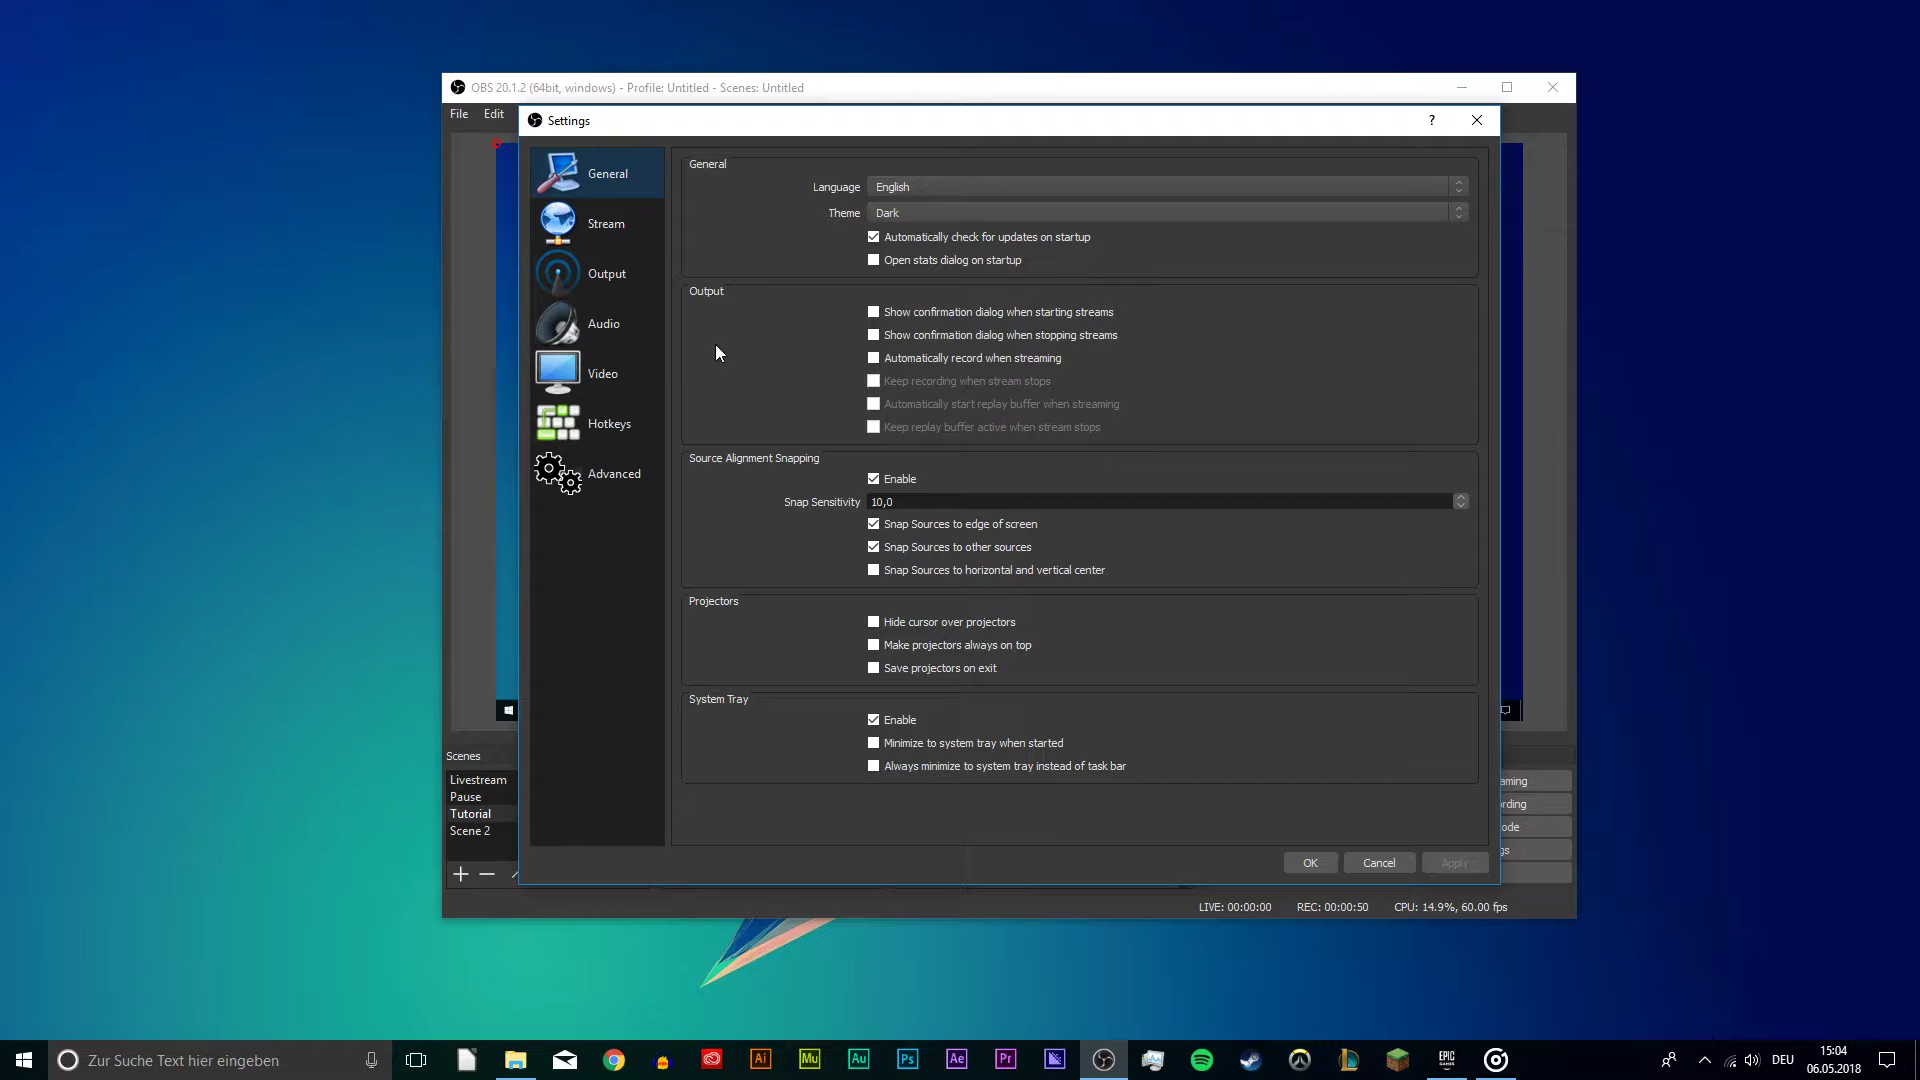 OBS 20.1.2 (64bit, windows) - Profile: Untitled - Scenes: Untitled
File Edit
Settings
?
General
Stream
Output
Audio
Video
Hotkeys
Advanced
General
Language English
Theme Dark
Automatically check for updates on startup
Open stats dialog on startup
Output
Show confirmation dialog when starting streams
Show confirmation dialog when stopping streams
Automatically record when streaming
Keep recording when stream stops
Automatically start replay buffer when streaming
Keep replay buffer active when stream stops
Source Alignment Snapping
Enable
Snap Sensitivity 10,0
Snap Sources to edge of screen
Snap Sources to other sources
Snap Sources to horizontal and vertical center
Projectors
Hide cursor over projectors
Make projectors always on top
Save projectors on exit
System Tray
Enable
Minimize to system tray when started
Always minimize to system tray instead of task bar
OK Cancel Apply
Scenes
Livestream
Pause
Tutorial
Scene 2
aming
ording
ode
gs
LIVE: 00:00:00 REC: 00:00:50 CPU: 14.9%, 60.00 fps
Zur Suche Text hier eingeben
Ai Mu Au Ps Ae Pr
EPIC GAMES
DEU
15:04
06.05.2018